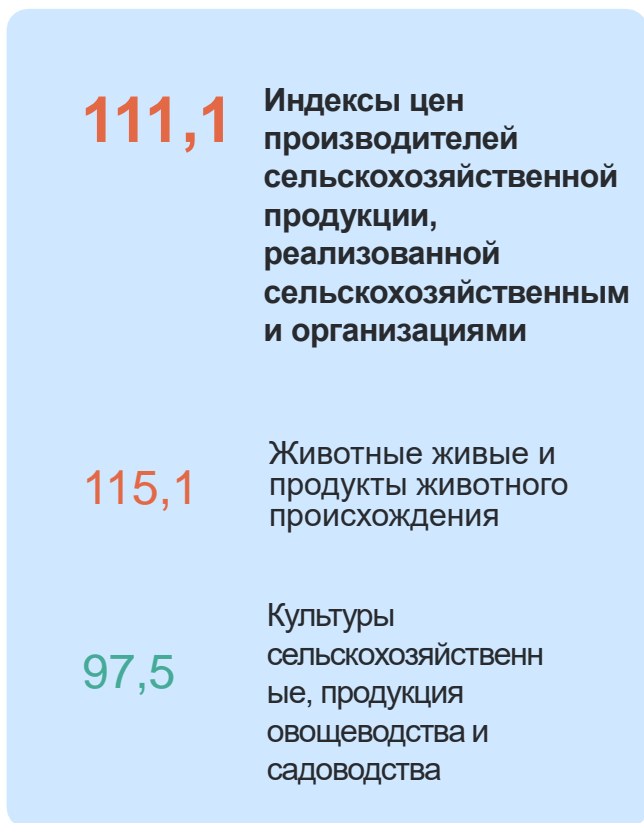 111,1
Индексы цен
производителей
сельскохозяйственной
продукции,
реализованной
сельскохозяйственным
и организациями
115,1
Животные живые и
продукты животного
происхождения
97,5
Культуры
сельскохозяйственн
ые, продукция
овощеводства и
садоводства